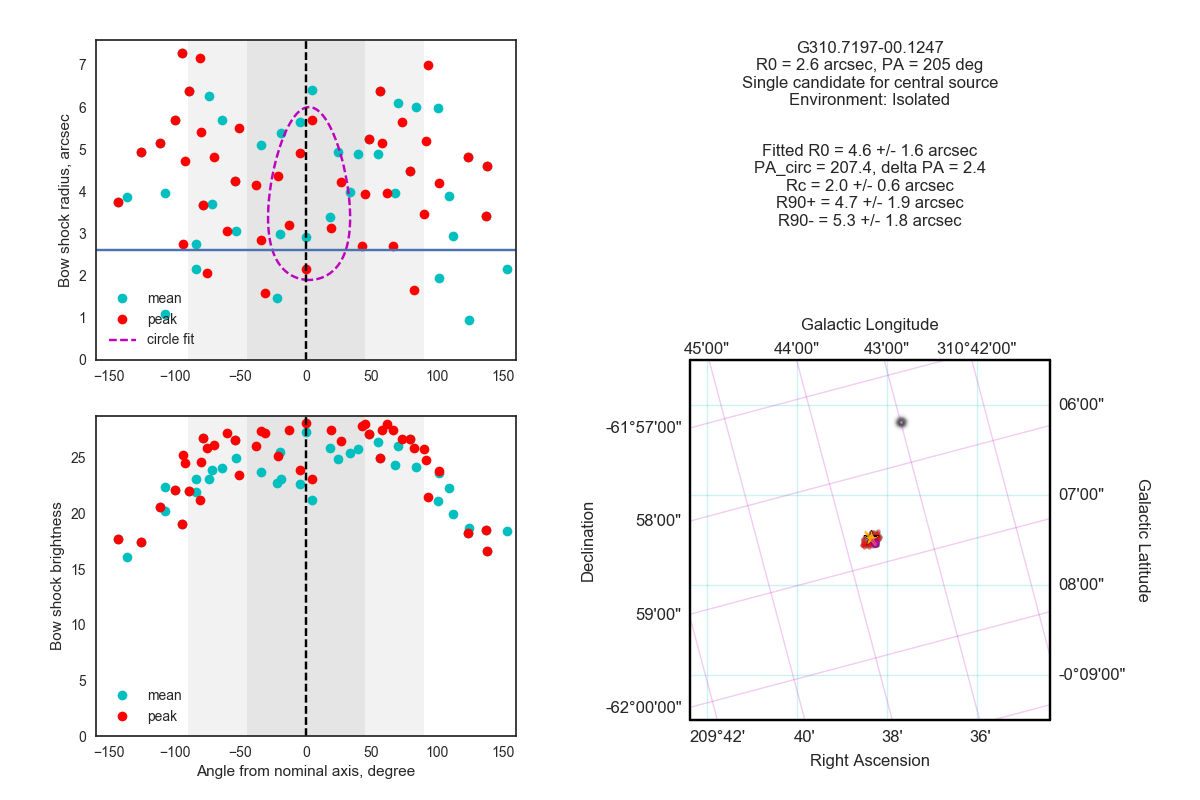 G310.7197-00.1247
R0 = 2.6 arcsec, PA = 205 deg
Single candidate for central source
Environment: Isolated
Fitted R0 = 4.6 +/- 1.6 arcsec
PA_circ = 207.4, delta PA = 2.4
Rc = 2.0 +/- 0.6 arcsec
R90+ = 4.7 +/- 1.9 arcsec
R90- = 5.3 +/- 1.8 arcsec
Bow shock radius, arcsec
7
6
5
4
3
2
1
0
mean
peak
circle fit
−150 −100 −50 0 50 100 150
Bow shock brightness
25
20
15
10
5
0
mean
peak
−150 −100 −50 0 50 100 150
Angle from nominal axis, degree
Galactic Longitude
45'00" 44'00" 43'00" 310°42'00"
-61°57'00"
58'00"
59'00"
-62°00'00"
Declination
06'00"
07'00"
08'00"
-0°09'00"
Galactic Latitude
209°42' 40' 38' 36'
Right Ascension